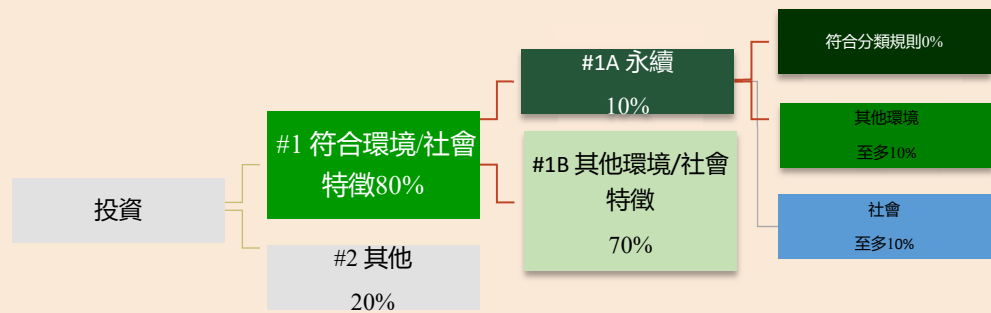 投資
#1 符合環境/社會
特徵80%
#2 其他
20%
#1A 永續
10%
#1B 其他環境/社會
特徵
70%
符合分類規則0%
其他環境
至多10%
社會
至多10%